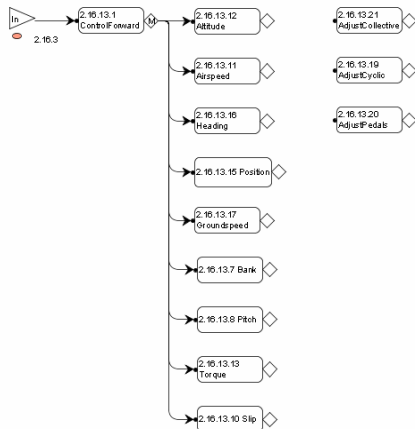 In
2.16.3
2.16.13.1
ControlForward
M
2.16.13.12
Altitude
2.16.13.11
Airspeed
2.16.13.16
Heading
2.16.13.15 Position
2.16.13.17
Groundspeed
2.16.13.7 Bank
2.16.13.8 Pitch
2.16.13.13
Torque
2.16.13.10 Slip
2.16.13.21
AdjustCollective
2.16.13.19
AdjustCyclic
2.16.13.20
AdjustPedals